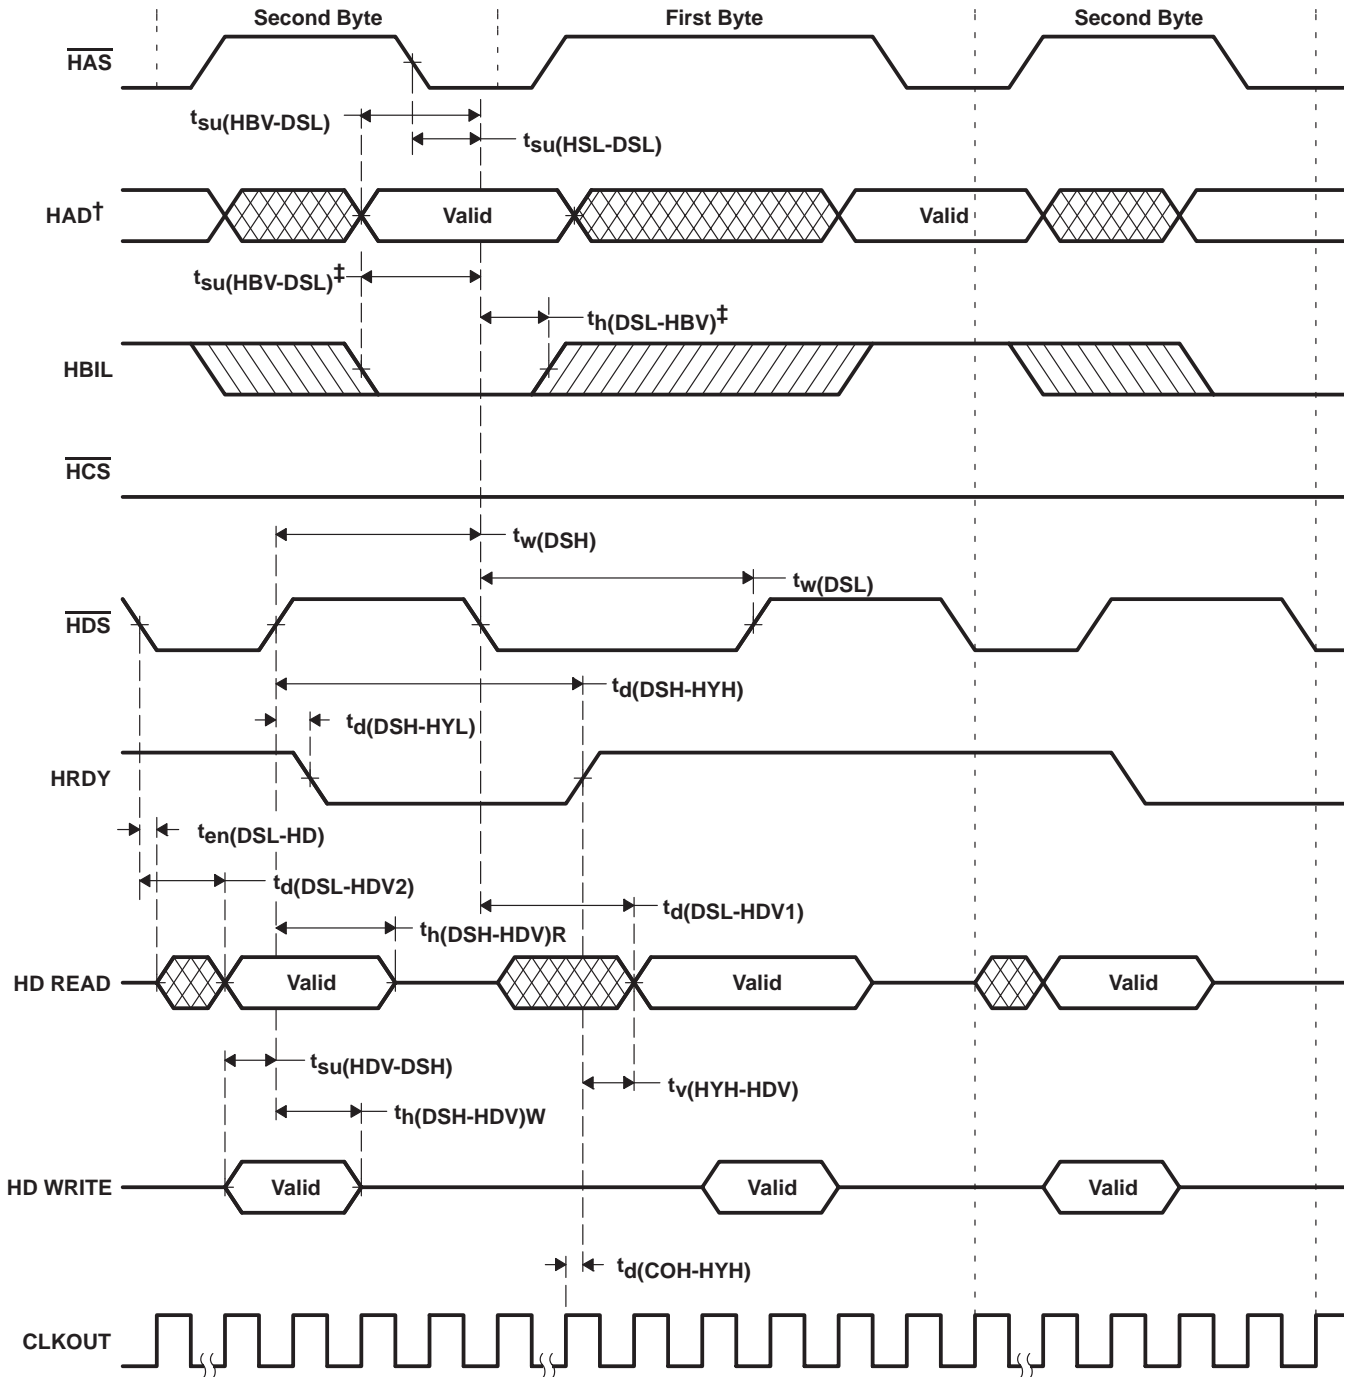 Second Byte First Byte Second Byte
HAS
tsu(HBV-DSL)
tsu(HSL-DSL)
HAD† Valid Valid
tsu(HBV-DSL)‡
th(DSL-HBV)‡
HBIL
HCS
tw(DSH)
tw(DSL)
HDS
td(DSH-HYH)
td(DSH-HYL)
HRDY
ten(DSL-HD)
td(DSL-HDV2)
td(DSL-HDV1)
th(DSH-HDV)R
HD READ Valid Valid Valid
tsu(HDV-DSH)
tv(HYH-HDV)
th(DSH-HDV)W
HD WRITE Valid Valid Valid
td(COH-HYH)
CLKOUT